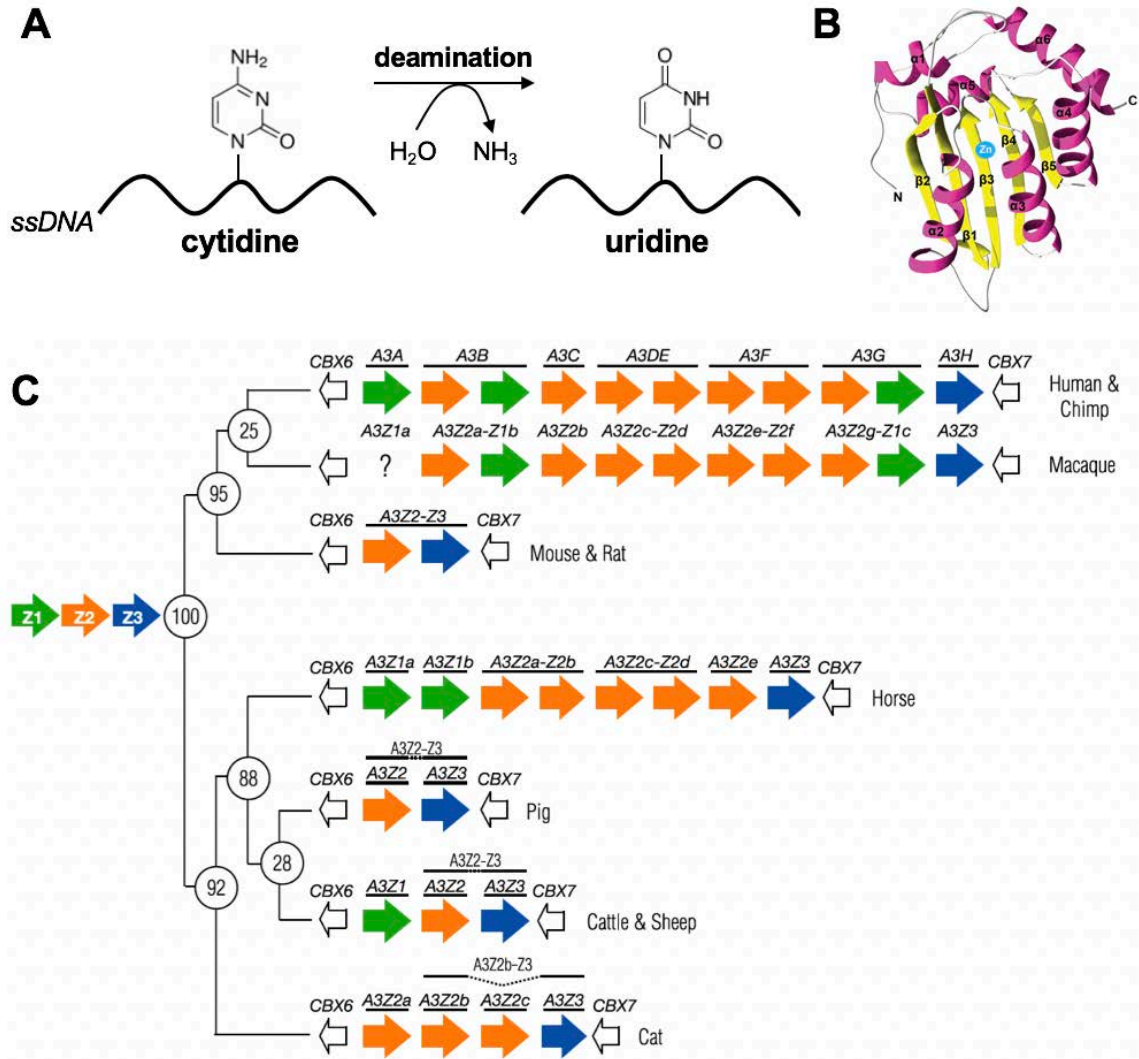 A
deamination
NH2
N
N
O
H2O
NH3
O
NH
N
O
ssDNA
cytidine
uridine
B
α1
α6
α5
α4
C
Zn
β4
β5
β2
β3
N
α3
α2
β1
C
CBX6 A3A A3B A3C A3DE A3F A3G A3H CBX7
Human &
Chimp
25
A3Z1a A3Z2a-Z1b A3Z2b A3Z2c-Z2d A3Z2e-Z2f A3Z2g-Z1c A3Z3
?
Macaque
95
CBX6 A3Z2-Z3 CBX7
Mouse & Rat
Z1 Z2 Z3 100
CBX6 A3Z1a A3Z1b A3Z2a-Z2b A3Z2c-Z2d A3Z2e A3Z3 CBX7
Horse
A3Z2-Z3
88
CBX6 A3Z2 A3Z3 CBX7
Pig
28
A3Z2-Z3
92
CBX6 A3Z1 A3Z2 A3Z3 CBX7
Cattle & Sheep
A3Z2b-Z3
CBX6 A3Z2a A3Z2b A3Z2c A3Z3 CBX7
Cat